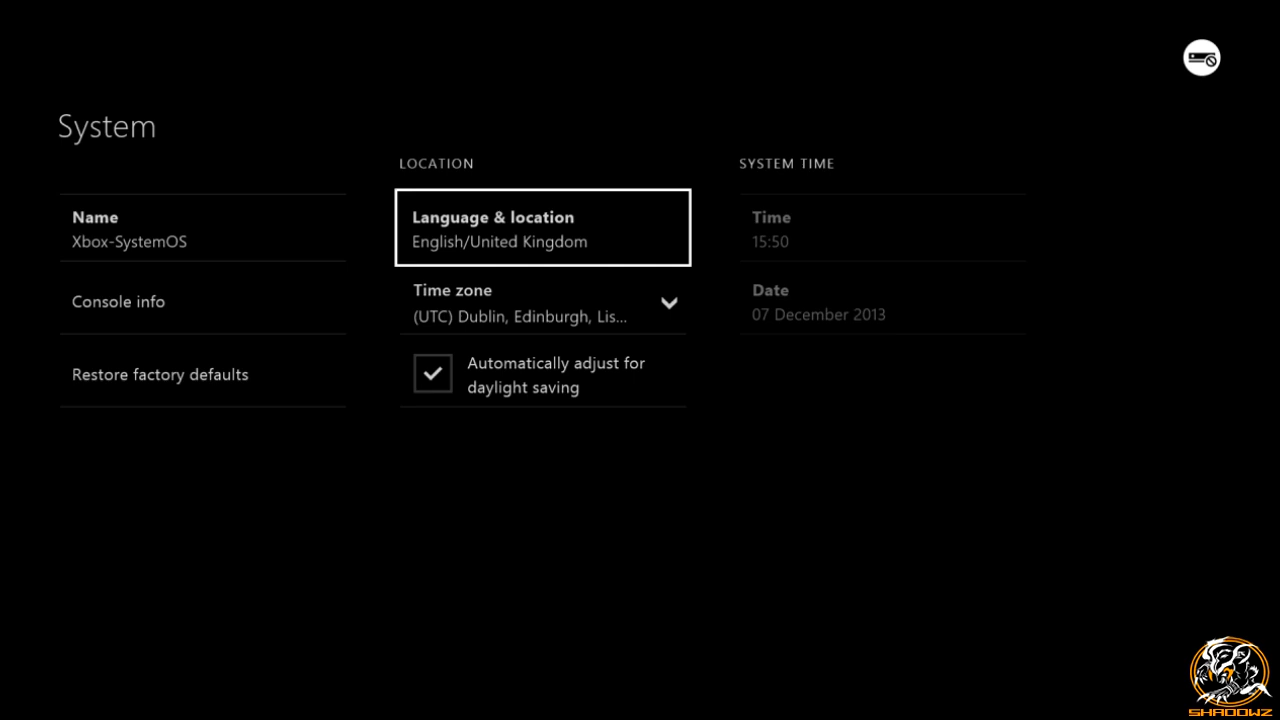 System
Name
Xbox-SystemOS
Console info
Restore factory defaults
LOCATION
Language & location
English/United Kingdom
Time zone
(UTC) Dublin, Edinburgh, Lis...
Automatically adjust for
daylight saving
SYSTEM TIME
Time
15:50
Date
07 December 2013
SHADOWZ